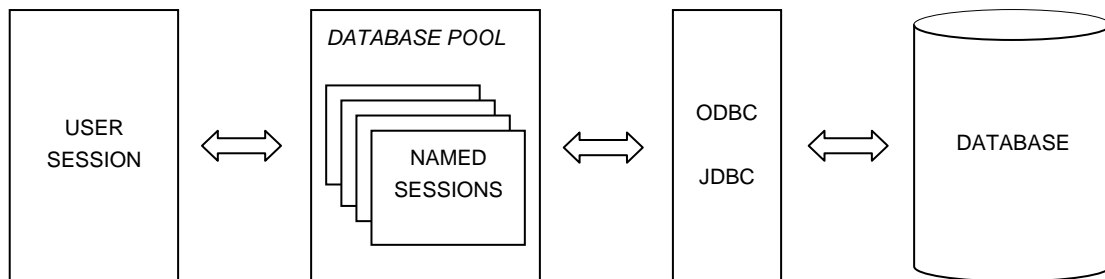 USER
SESSION
DATABASE POOL
NAMED
SESSIONS
ODBC
JDBC
DATABASE